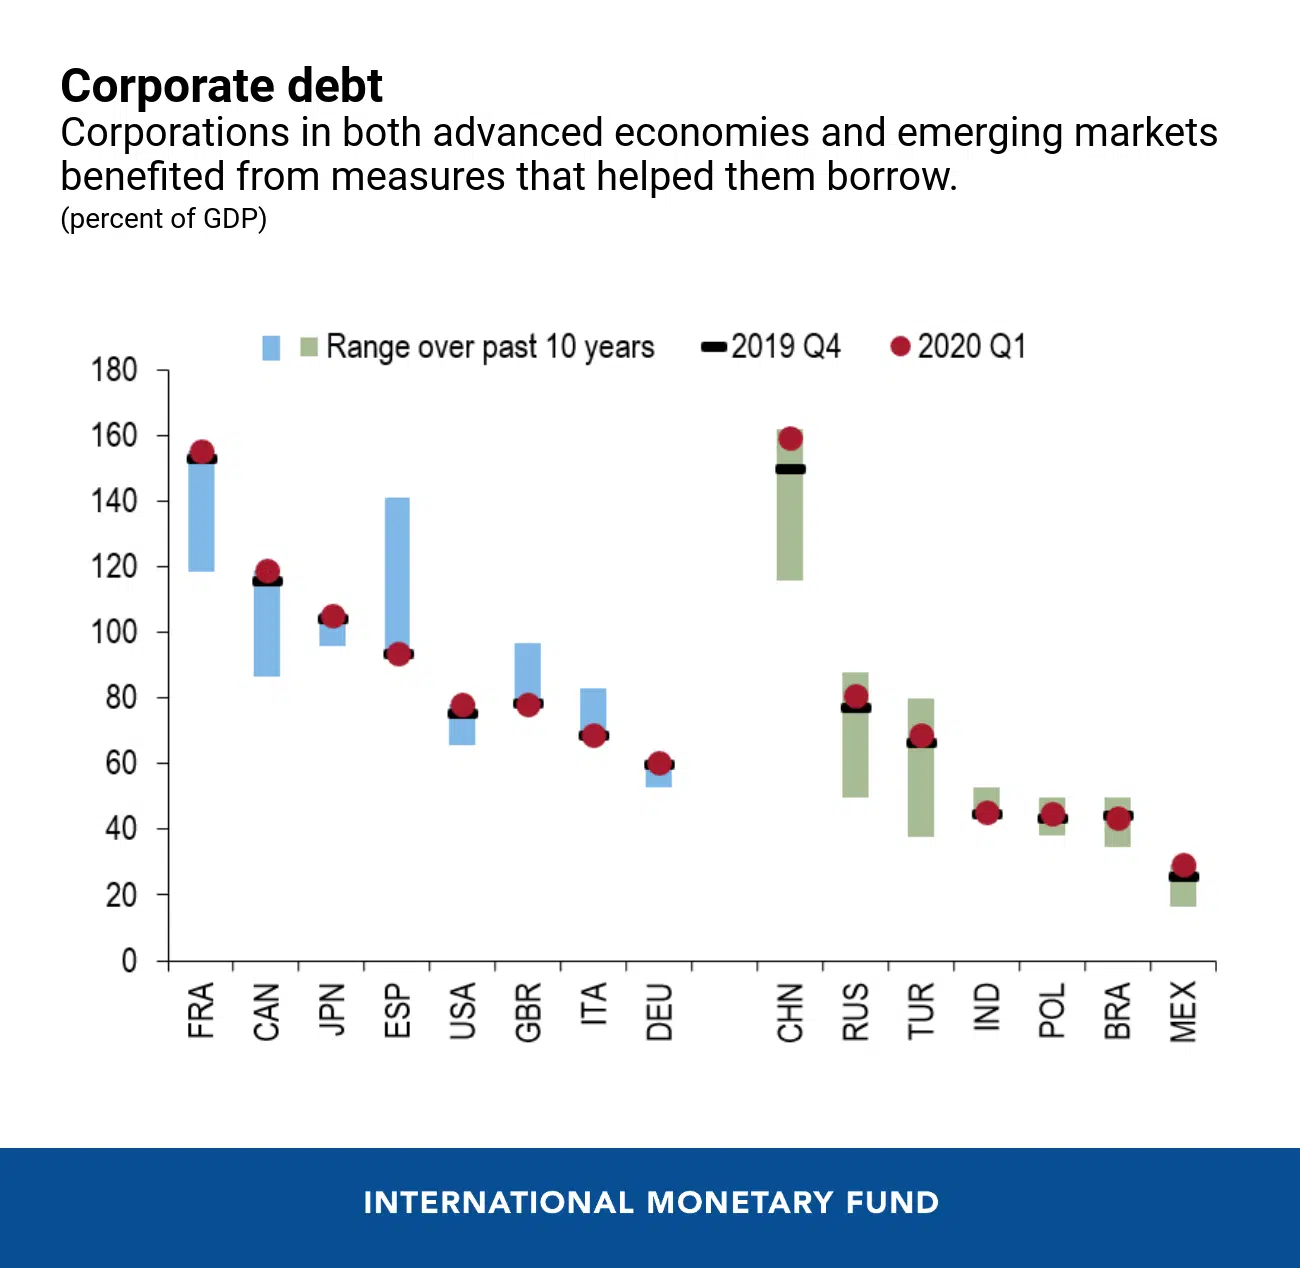 Corporate debt
Corporations in both advanced economies and emerging markets
benefited from measures that helped them borrow.
(percent of GDP)
Range over past 10 years 2019 Q4 2020 Q1
180
160
140
120
100
80
60
40
20
0
FRA CAN JPN ESP USA GBR ITA DEU CHN RUS TUR IND POL BRA MEX
INTERNATIONAL MONETARY FUND